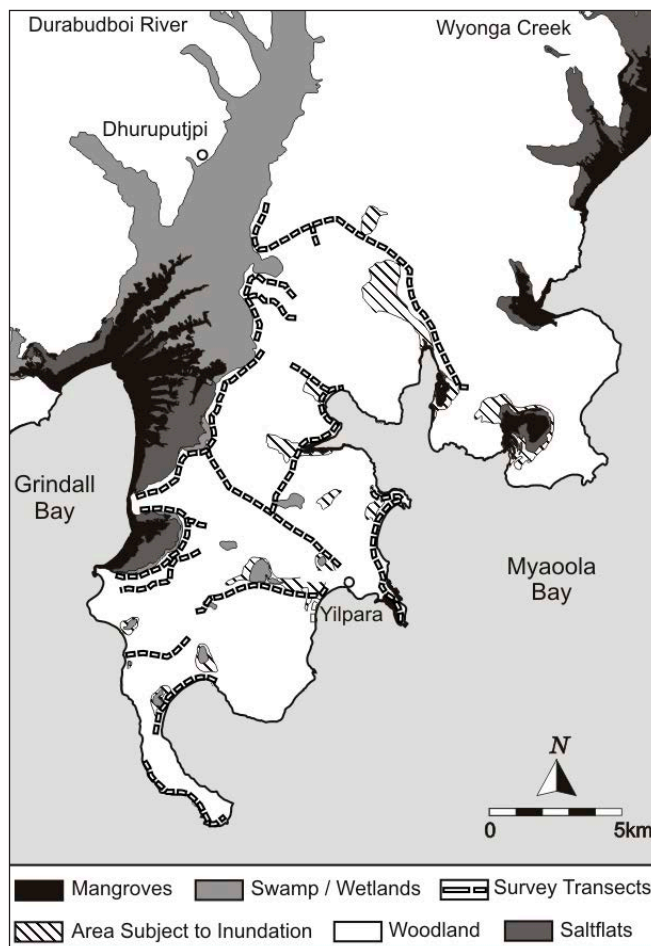 Durabudboi River
Wyonga Creek
Dhuruputjpi
Grindall
Bay
Myaoola
Bay
Yilpara
N
0 5km
Mangroves
Swamp / Wetlands
Survey Transects
Area Subject to Inundation
Woodland
Saltflats